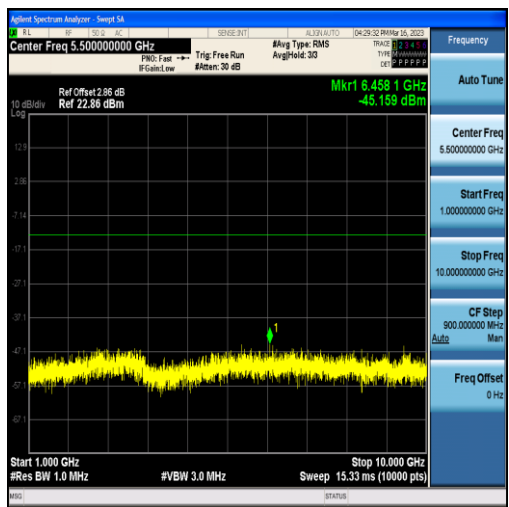 Agilent Spectrum Analyzer - Swept SA
RL RF 50 Ω AC SENSE:INT ALIGN AUTO 04:29:32 PM Mar 16, 2023
Center Freq 5.500000000 GHz
PNO: Fast
IFGain:Low
Trig: Free Run
#Atten: 30 dB
#Avg Type: RMS
Avg|Hold: 3/3
TRACE 1 2 3 4 5 6
TYPE
DET P P P P P P
Ref Offset 2.86 dB
10 dB/div Ref 22.86 dBm
Log
Mkr1 6.458 1 GHz
-45.159 dBm
12.9
2.86
-7.14
-17.1
-27.1
-37.1
-47.1
-57.1
-67.1
1
Start 1.000 GHz
Stop 10.000 GHz
#Res BW 1.0 MHz
#VBW 3.0 MHz
Sweep 15.33 ms (10000 pts)
MSG
STATUS
Frequency
Auto Tune
Center Freq
5.500000000 GHz
Start Freq
1.000000000 GHz
Stop Freq
10.000000000 GHz
CF Step
900.000000 MHz
Auto Man
Freq Offset
0 Hz